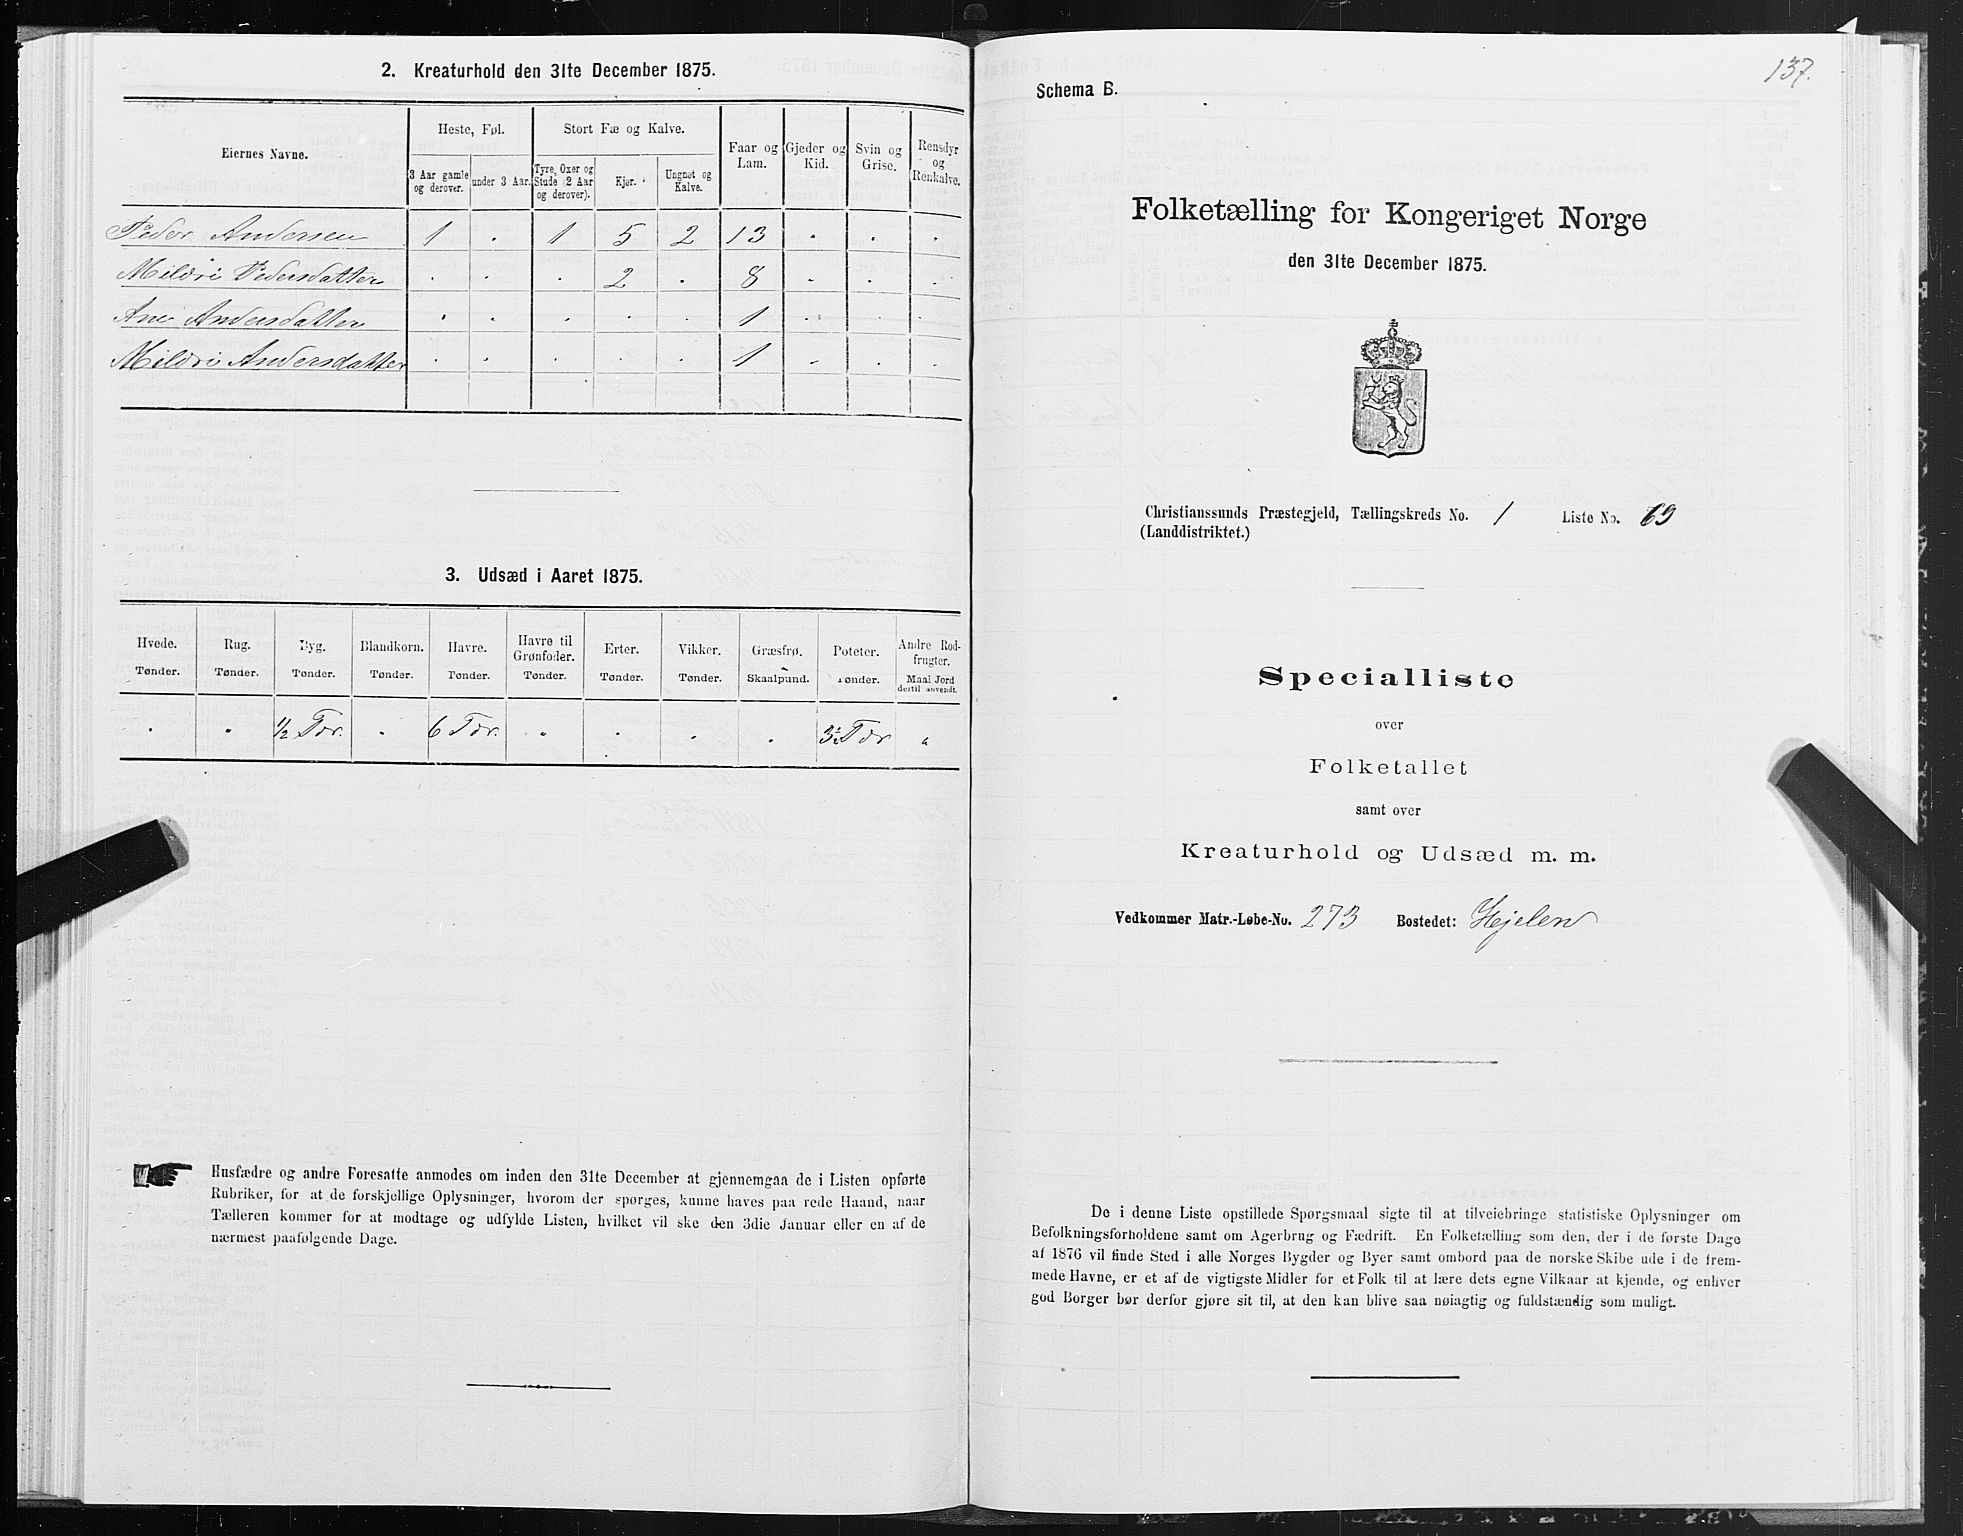 2. Kreaturhold den 31te December 1875.
Eiernes Navne.
Heste, Føl.
Stort Fæ og Kalve.
Faar og Lam.
Gjeder og Kid.
Svin og Grise.
Rensdyr og Renkalve.
3 Aar gamle og derover.
under 3 Aar.
Tyre, Oxer og Stude (2 Aar og derover).
Kjør.
Ungnøt og Kalve.
Peder Andersen 1 . 1 5 2 13 . . .
Mildri Pedersdatter . . . 2 . 8 . . .
Ane Andersdatter . . . . . 1 . . .
Mildri Andersdatter . . . . . 1 . . .
3. Udsæd i Aaret 1875.
Hvede. Rug. Byg. Blandkorn. Havre. Havre til Grønfoder. Erter. Vikker. Græsfrø. Poteter. Andre Rodfrugter.
Tønder. Tønder. Tønder. Tønder. Tønder. Tønder. Tønder. Tønder. Skaalpund. Tønder. Maal Jord dertil anvendt.
" " 1/2 Tdr. " 6 Tdr. " " " " 3½ Tdr "
Husfædre og andre Foresatte anmodes om inden den 31te December at gjennemgaa de i Listen opførte
Rubriker, for at de forskjellige Oplysninger, hvorom der spørges, kunne haves paa rede Haand, naar
Tælleren kommer for at modtage og udfylde Listen, hvilket vil ske den 3die Januar eller en af de
nærmest paafølgende Dage.
137.
Schema B.
Folketælling for Kongeriget Norge
den 31te December 1875.
Christianssunds Præstegjeld, Tællingskreds No. 1 Liste No. 69
(Landdistriktet.)
Specialliste
over
Folketallet
samt over
Kreaturhold og Udsæd m. m.
Vedkommer Matr.-Løbe-No. 273 Bostedet: Hejelen
De i denne Liste opstillede Spørgsmaal sigte til at tilveiebringe statistiske Oplysninger om
Befolkningsforholdene samt om Agerbrug og Fædrift. En Folketælling som den, der i de første Dage
af 1876 vil finde Sted i alle Norges Bygder og Byer samt ombord paa de norske Skibe ude i de frem-
mede Havne, er et af de vigtigste Midler for et Folk til at lære dets egne Vilkaar at kjende, og enhver
god Borger bør derfor gjøre sit til, at den kan blive saa nøiagtig og fuldstændig som muligt.